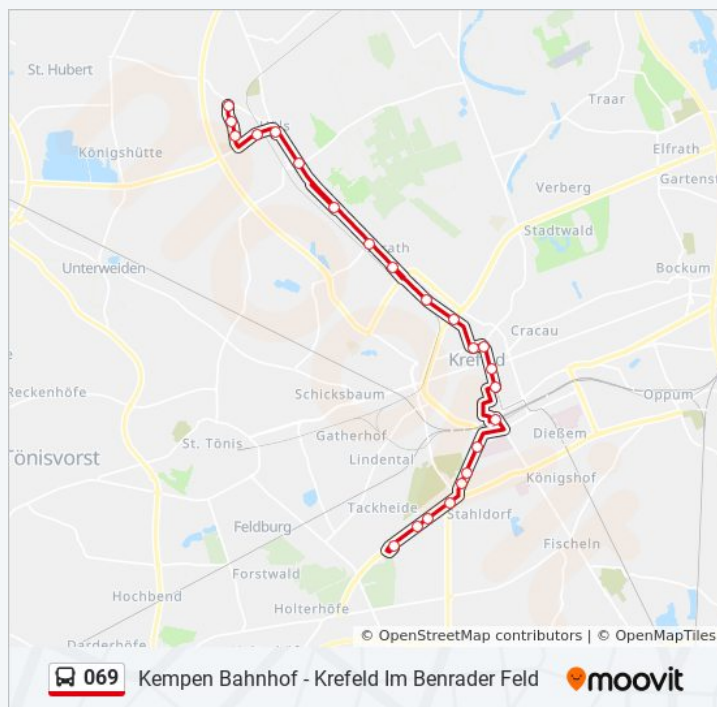 St. Hubert
Traar
Königshütte
Elfrath
Verberg
Stadtwald
Unterweiden
Bockum
Cracau
Krefeld
Reckenhöfe
Schicksbaum
Oppum
St. Tönis
Gatherhof
Dießem
Tönisvorst
Lindental
Königshof
Tackheide
Stahldorf
Feldburg
Fischeln
Forstwald
Hochbend
Holterhöfe
Darderhöfe
© OpenStreetMap contributors | © OpenMapTiles
069 Kempen Bahnhof - Krefeld Im Benrader Feld
moovit